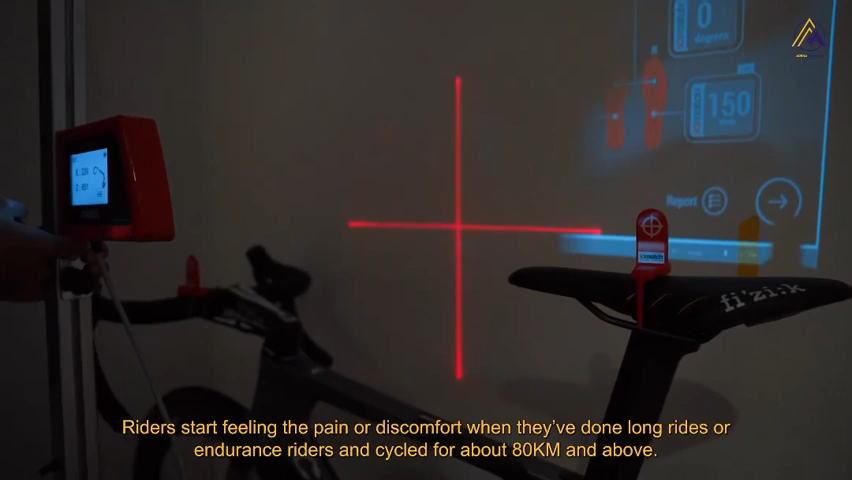 0
degrees
150
Report
fi'zi:k
Riders start feeling the pain or discomfort when they've done long rides or
endurance riders and cycled for about 80KM and above.